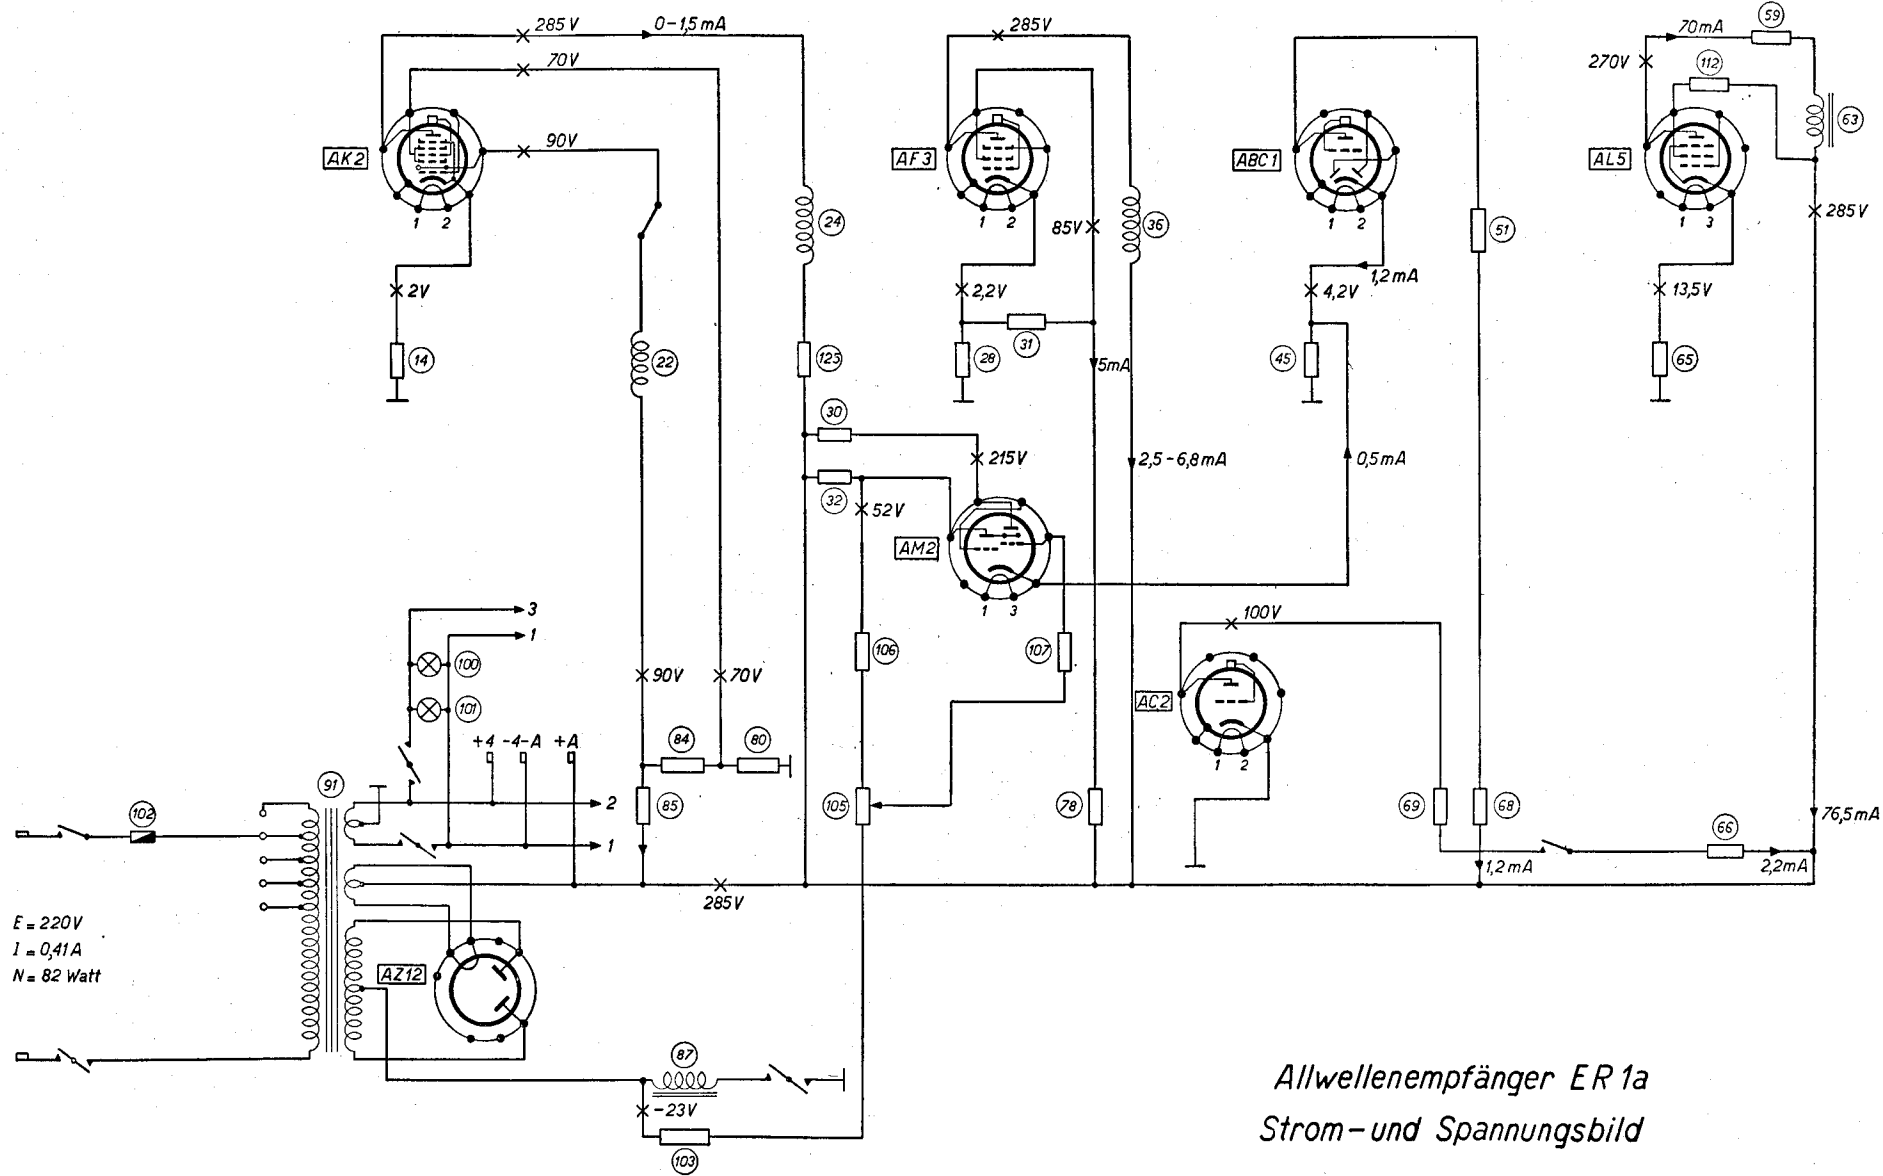 285V 0-1,5mA 285V 70mA 59
70V 270V 112
63
90V
AK2 AF3 ABC1 AL5
1 2 1 2 1 2 1 3
24 85V 36 51 285V
2V 2,2V 4,2V 1,2mA 13,5V
31
14 22 123 28 5mA 45 65
30
215V 2,5-6,8mA 0,5mA
32
52V
AM2
1 3
3
100V
1
100 106 107
90V 70V
101 AC2
+4 -4-A +A 84 80
1 2
91
102 2 85 105 78 69 68
76,5mA
66
1
1,2mA 2,2mA
285V
E = 220V
I = 0,41A
N = 82 Watt
AZ12
87
-23V
103
Allwellenempfänger ER 1a
Strom-und Spannungsbild